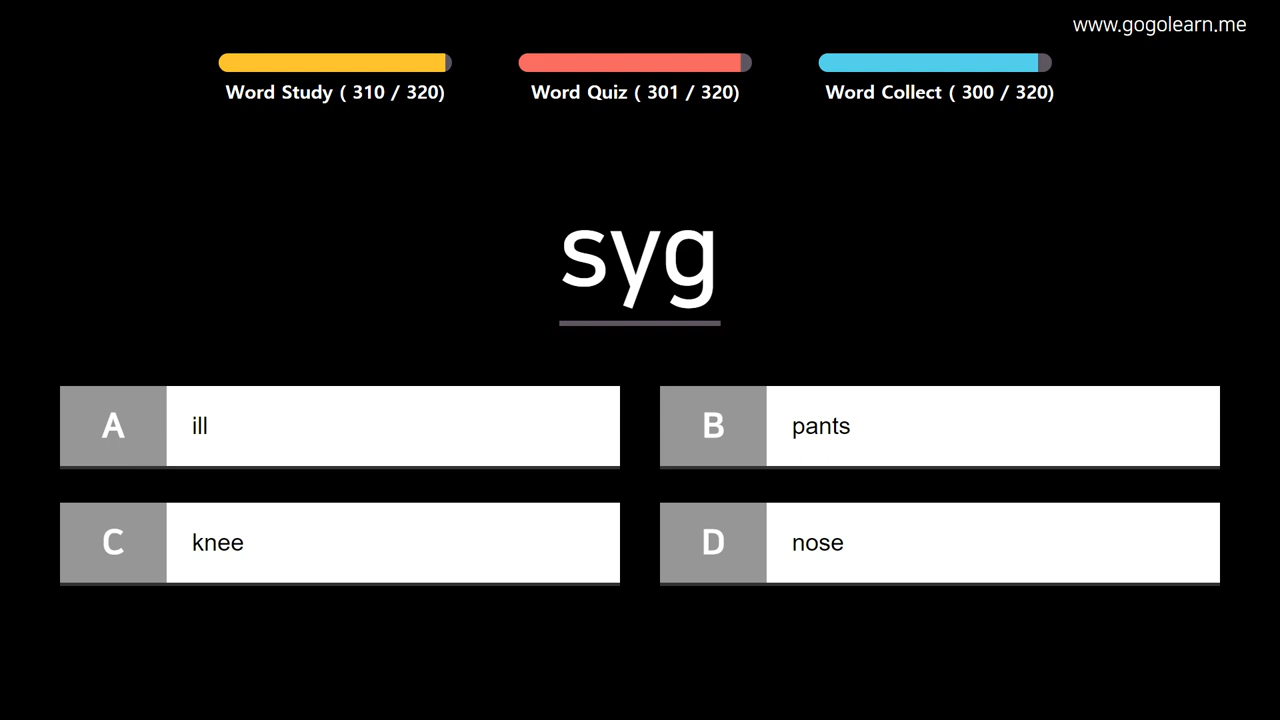 www.gogolearn.me
Word Study ( 310 / 320)
Word Quiz ( 301 / 320)
Word Collect ( 300 / 320)
syg
A ill
B pants
C knee
D nose